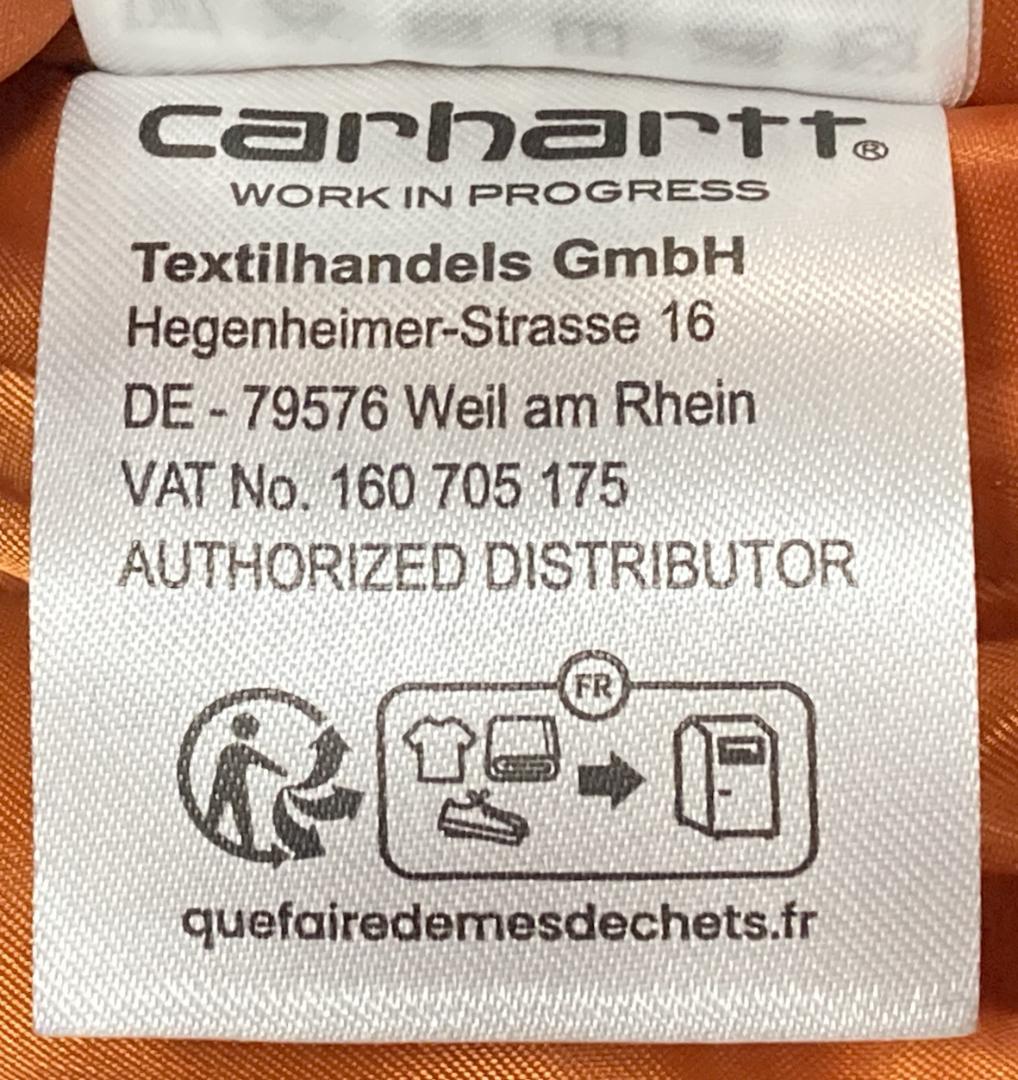 carhartt®
WORK IN PROGRESS
Textilhandels GmbH
Hegenheimer-Strasse 16
DE - 79576 Weil am Rhein
VAT No. 160 705 175
AUTHORIZED DISTRIBUTOR
FR
quefairedemesdechets.fr